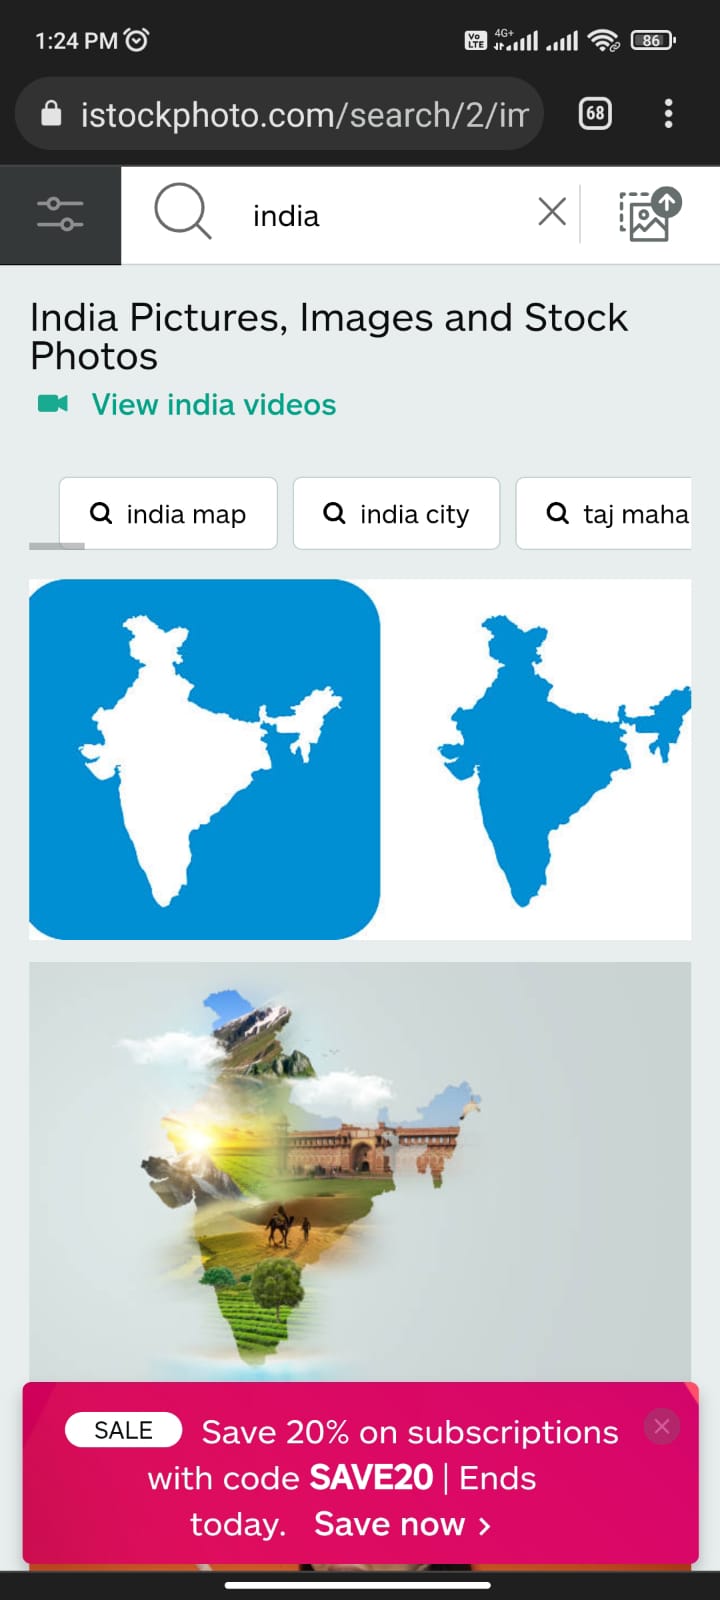 1:24 PM
Vo LTE 4G+ 86
istockphoto.com/search/2/im
68
india
India Pictures, Images and Stock
Photos
View india videos
india map india city taj maha
SALE Save 20% on subscriptions
with code SAVE20 | Ends
today. Save now >